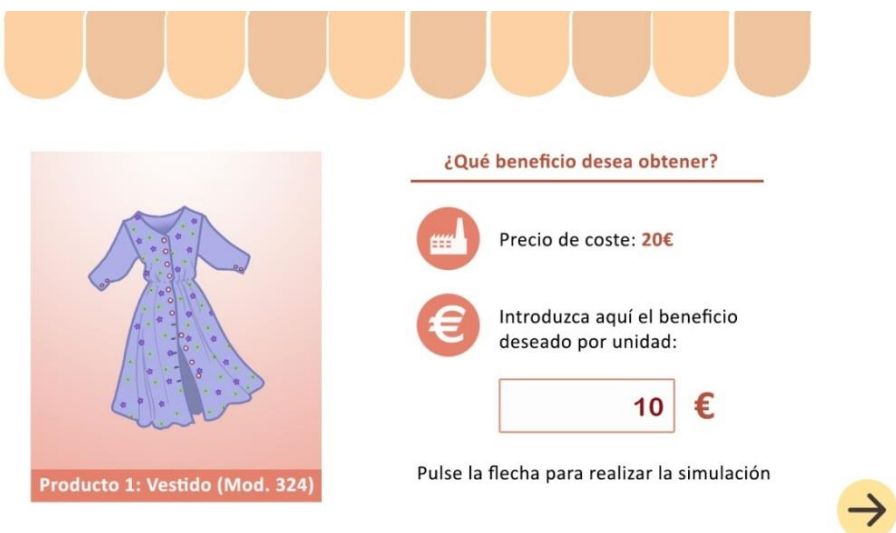 ¿Qué beneficio desea obtener?
Precio de coste: 20€
€
Introduzca aquí el beneficio
deseado por unidad:
10 €
Pulse la flecha para realizar la simulación
Producto 1: Vestido (Mod. 324)